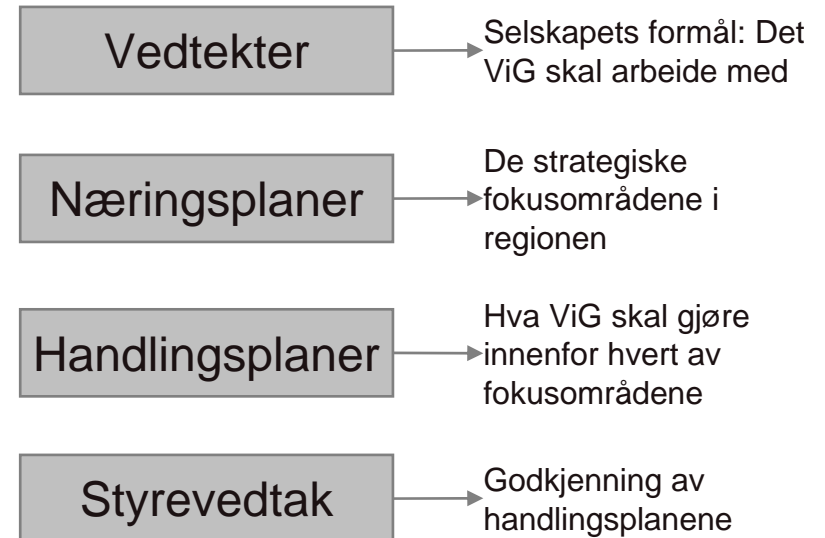 Vedtekter
Selskapets formål: Det
ViG skal arbeide med
Næringsplaner
De strategiske
fokusområdene i
regionen
Handlingsplaner
Hva ViG skal gjøre
innenfor hvert av
fokusområdene
Styrevedtak
Godkjenning av
handlingsplanene